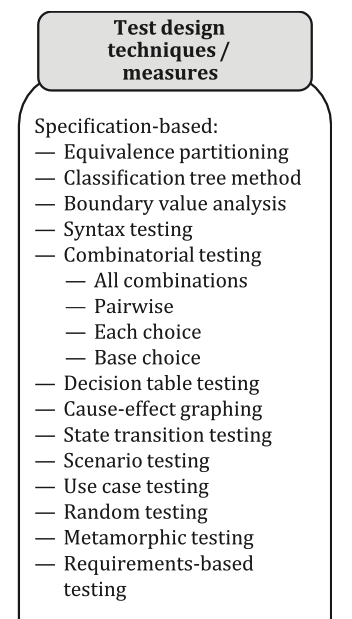 Test design
techniques /
measures
Specification-based:
— Equivalence partitioning
— Classification tree method
— Boundary value analysis
— Syntax testing
— Combinatorial testing
— All combinations
— Pairwise
— Each choice
— Base choice
— Decision table testing
— Cause-effect graphing
— State transition testing
— Scenario testing
— Use case testing
— Random testing
— Metamorphic testing
— Requirements-based
testing